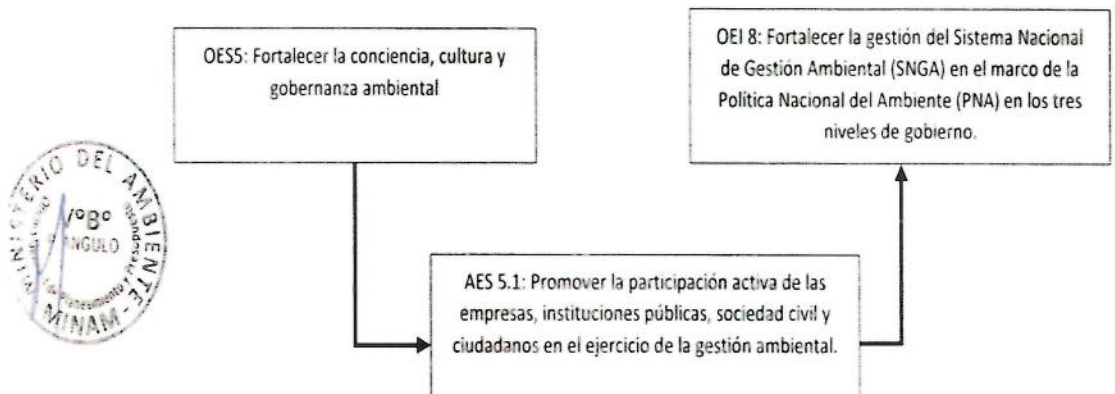 OES5: Fortalecer la conciencia, cultura y
gobernanza ambiental
OEI 8: Fortalecer la gestión del Sistema Nacional
de Gestión Ambiental (SNGA) en el marco de la
Política Nacional del Ambiente (PNA) en los tres
niveles de gobierno.
MINISTERIO DEL AMBIENTE
V°B°
ANGULO
MINAM
AES 5.1: Promover la participación activa de las
empresas, instituciones públicas, sociedad civil y
ciudadanos en el ejercicio de la gestión ambiental.